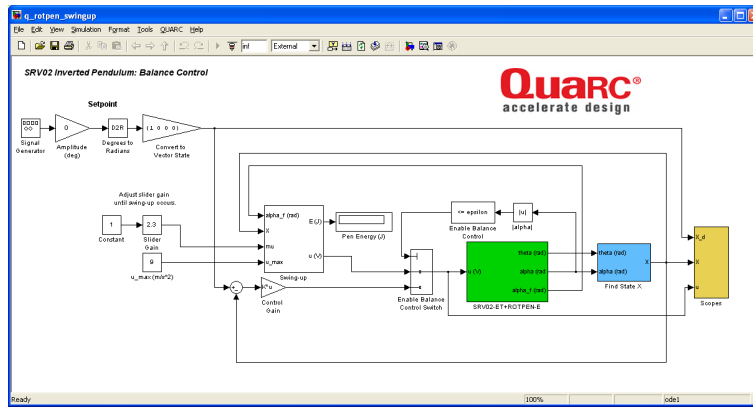 q_rotpen_swingup
File Edit View Simulation Format Tools QUARC Help
inf
External
SRV02 Inverted Pendulum: Balance Control
QUARC®
accelerate design
Setpoint
0
D2R
(1 0 0 0)
Signal
Generator
Amplitude
(deg)
Degrees to
Radians
Convert to
Vector State
Adjust slider gain
until swing-up occurs.
1
Constant
2.3
Slider
Gain
9
u_max (m/s^2)
alpha_f (rad)
X
mu
u_max
E (J)
u (V)
Swing-up
Pen Energy (J)
<= epsilon
Enable Balance
Control
|u|
|alpha|
K*u
Control
Gain
Enable Balance
Control Switch
u (V)
theta (rad)
alpha (rad)
alpha_f (rad)
SRV02-ET+ROTPEN-E
theta (rad)
alpha (rad)
X
Find State X
X_d
X
u
Scopes
Ready
100%
ode1